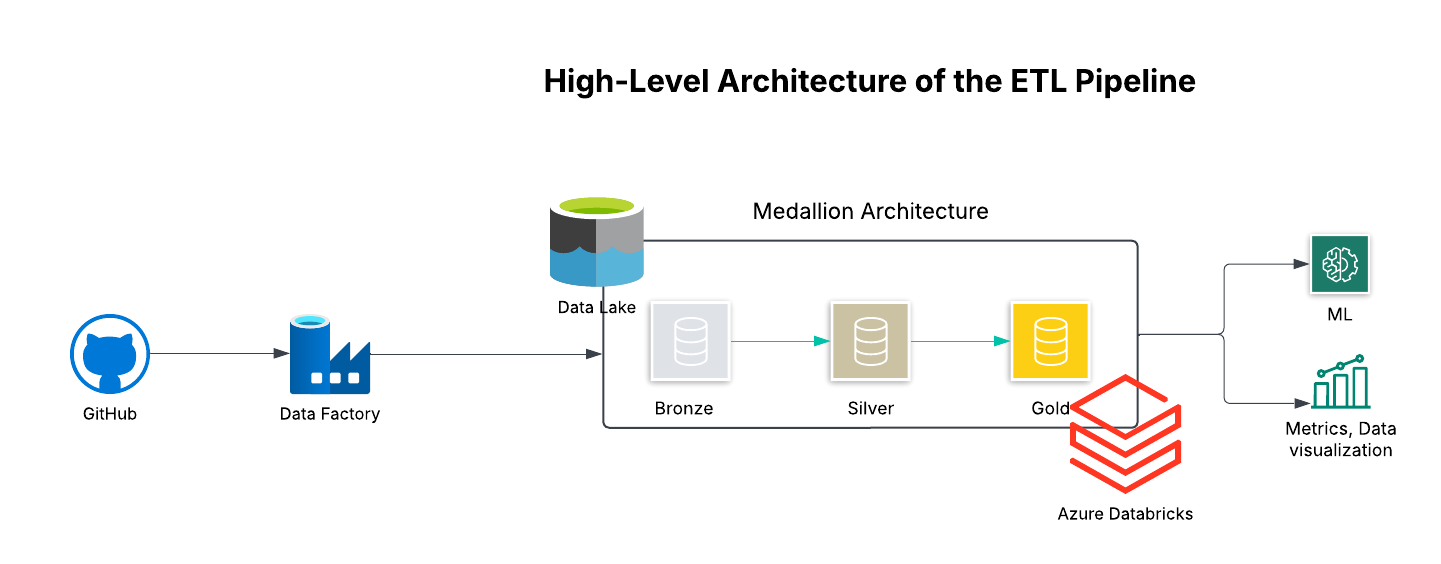 High-Level Architecture of the ETL Pipeline
Medallion Architecture
Data Lake
GitHub
Data Factory
Bronze
Silver
Gold
Azure Databricks
ML
Metrics, Data
visualization